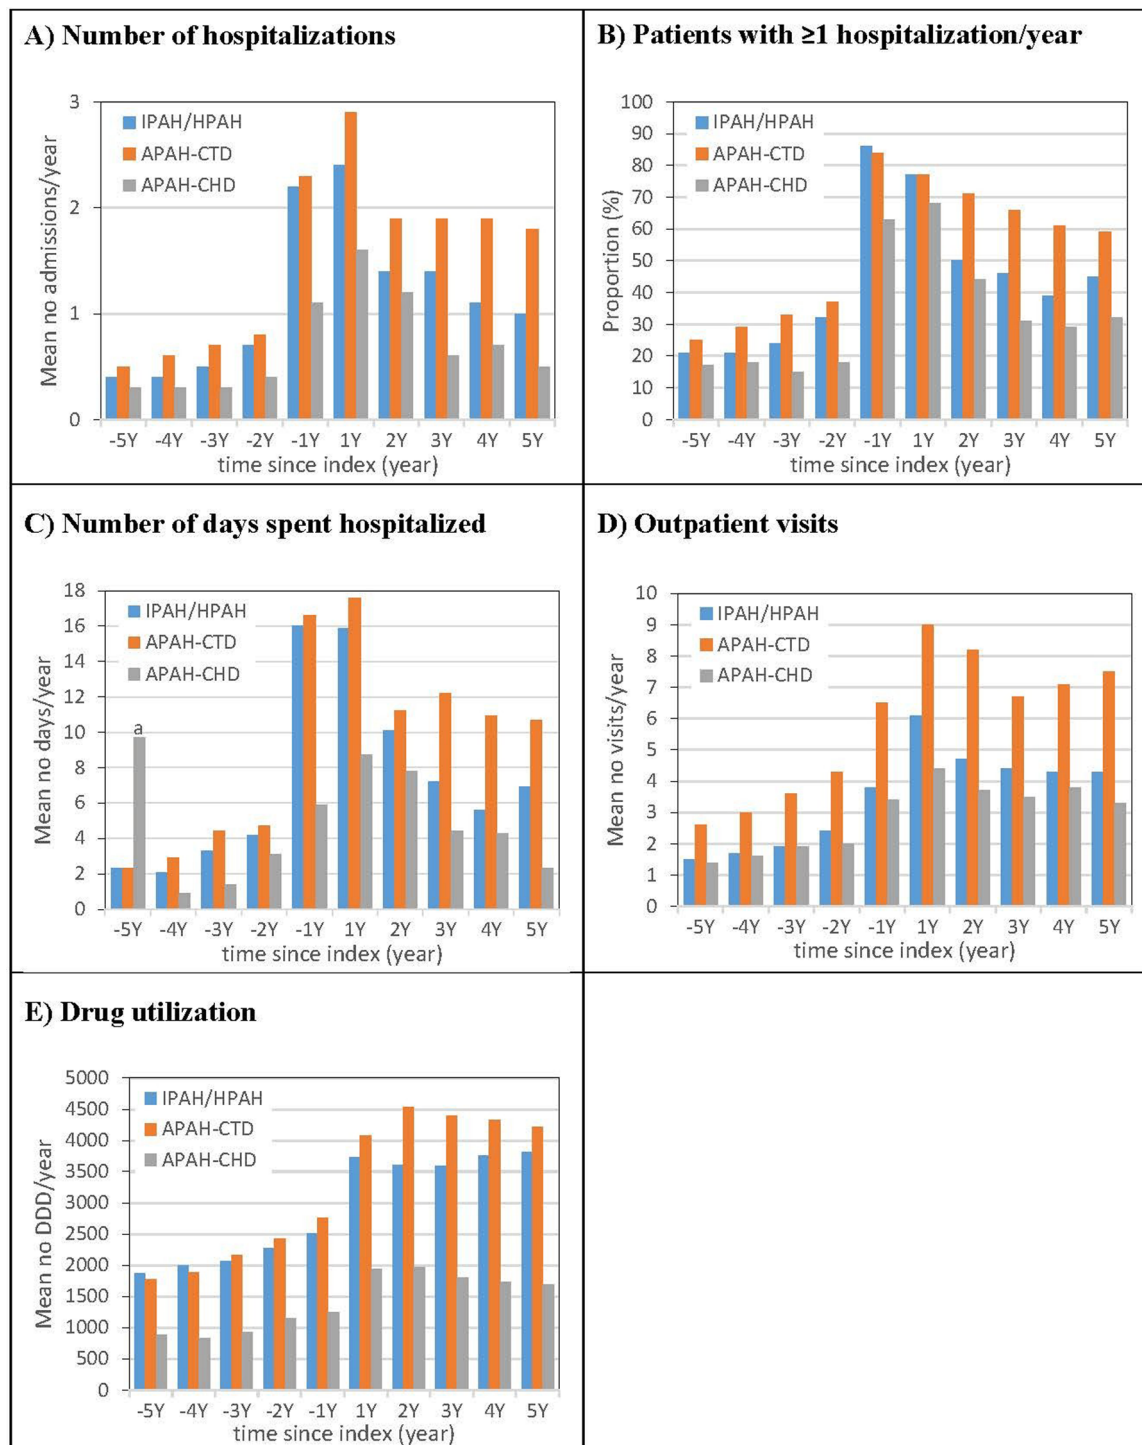 A) Number of hospitalizations
3
2
1
0
Mean no admissions/year
IPAH/HPAH
APAH-CTD
APAH-CHD
-5Y -4Y -3Y -2Y -1Y 1Y 2Y 3Y 4Y 5Y
time since index (year)
B) Patients with ≥1 hospitalization/year
100
90
80
70
60
50
40
30
20
10
0
Proportion (%)
IPAH/HPAH
APAH-CTD
APAH-CHD
-5Y -4Y -3Y -2Y -1Y 1Y 2Y 3Y 4Y 5Y
time since index (year)
C) Number of days spent hospitalized
18
16
14
12
10
8
6
4
2
0
Mean no days/year
IPAH/HPAH
APAH-CTD
APAH-CHD
a
-5Y -4Y -3Y -2Y -1Y 1Y 2Y 3Y 4Y 5Y
time since index (year)
D) Outpatient visits
10
9
8
7
6
5
4
3
2
1
0
Mean no visits/year
IPAH/HPAH
APAH-CTD
APAH-CHD
-5Y -4Y -3Y -2Y -1Y 1Y 2Y 3Y 4Y 5Y
time since index (year)
E) Drug utilization
5000
4500
4000
3500
3000
2500
2000
1500
1000
500
0
Mean no DDD/year
IPAH/HPAH
APAH-CTD
APAH-CHD
-5Y -4Y -3Y -2Y -1Y 1Y 2Y 3Y 4Y 5Y
time since index (year)